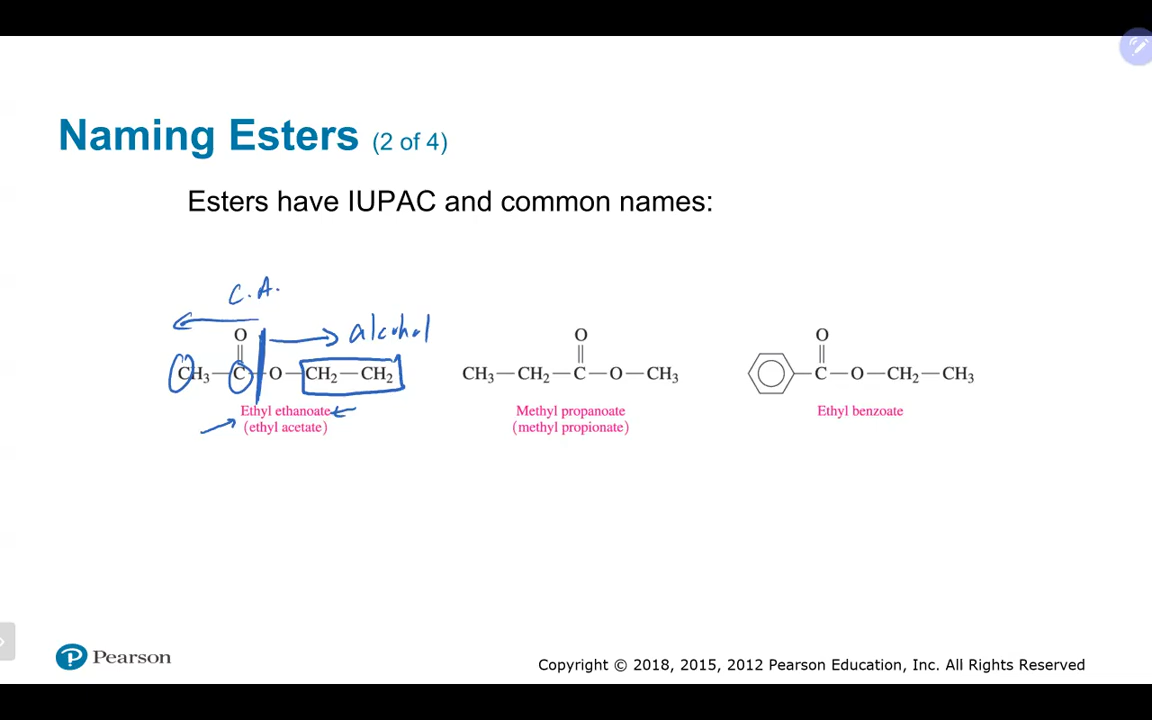 Naming Esters (2 of 4)
Esters have IUPAC and common names:
C.A.
alcohol
O
CH₃—C—O—CH₂—CH₂
Ethyl ethanoate
(ethyl acetate)
O
CH₃—CH₂—C—O—CH₃
Methyl propanoate
(methyl propionate)
O
C—O—CH₂—CH₃
Ethyl benzoate
Pearson
Copyright © 2018, 2015, 2012 Pearson Education, Inc. All Rights Reserved